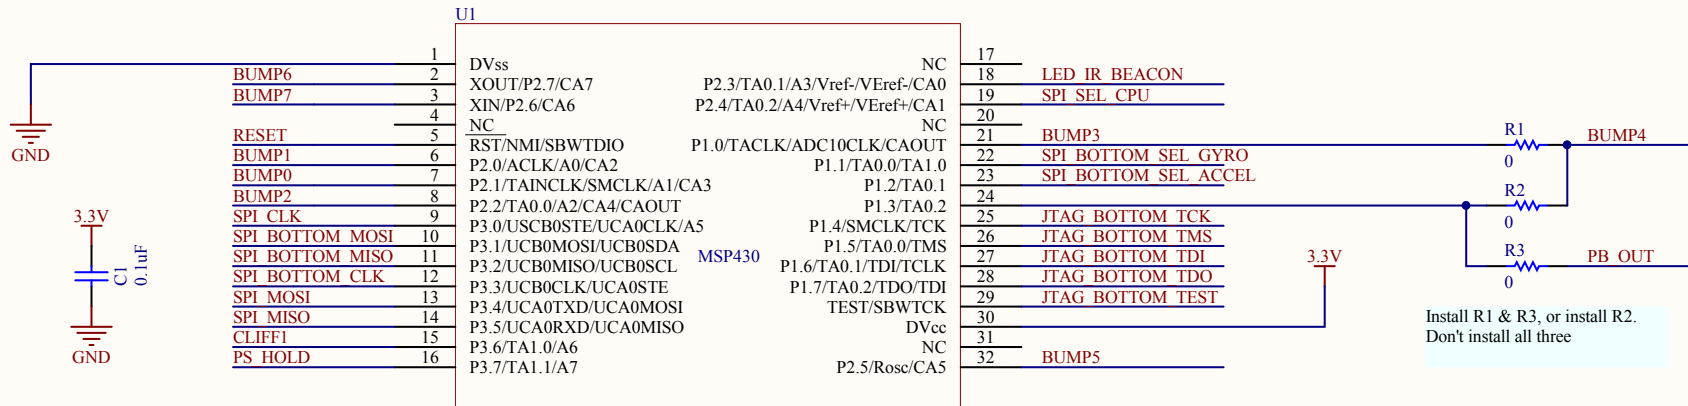 U1
1
DVss
BUMP6
2
XOUT/P2.7/CA7
BUMP7
3
XIN/P2.6/CA6
4
NC
RESET
5
RST/NMI/SBWTDIO
BUMP1
6
P2.0/ACLK/A0/CA2
BUMP0
7
P2.1/TAINCLK/SMCLK/A1/CA3
BUMP2
8
P2.2/TA0.0/A2/CA4/CAOUT
SPI_CLK
9
P3.0/USCB0STE/UCA0CLK/A5
SPI_BOTTOM_MOSI
10
P3.1/UCB0MOSI/UCB0SDA
SPI_BOTTOM_MISO
11
P3.2/UCB0MISO/UCB0SCL
SPI_BOTTOM_CLK
12
P3.3/UCB0CLK/UCA0STE
SPI_MOSI
13
P3.4/UCA0TXD/UCA0MOSI
SPI_MISO
14
P3.5/UCA0RXD/UCA0MISO
CLIFF1
15
P3.6/TA1.0/A6
PS_HOLD
16
P3.7/TA1.1/A7
GND
3.3V
C1
0.1uF
GND
MSP430
NC
17
P2.3/TA0.1/A3/Vref-/VEref-/CA0
18
LED_IR_BEACON
P2.4/TA0.2/A4/Vref+/VEref+/CA1
19
SPI_SEL_CPU
NC
20
P1.0/TACLK/ADC10CLK/CAOUT
21
BUMP3
P1.1/TA0.0/TA1.0
22
SPI_BOTTOM_SEL_GYRO
P1.2/TA0.1
23
SPI_BOTTOM_SEL_ACCEL
P1.3/TA0.2
24
P1.4/SMCLK/TCK
25
JTAG_BOTTOM_TCK
P1.5/TA0.0/TMS
26
JTAG_BOTTOM_TMS
P1.6/TA0.1/TDI/TCLK
27
JTAG_BOTTOM_TDI
P1.7/TA0.2/TDO/TDI
28
JTAG_BOTTOM_TDO
TEST/SBWTCK
29
JTAG_BOTTOM_TEST
DVcc
30
NC
31
P2.5/Rosc/CA5
32
BUMP5
3.3V
R1
0
BUMP4
R2
0
R3
0
PB_OUT
Install R1 & R3, or install R2.
Don't install all three